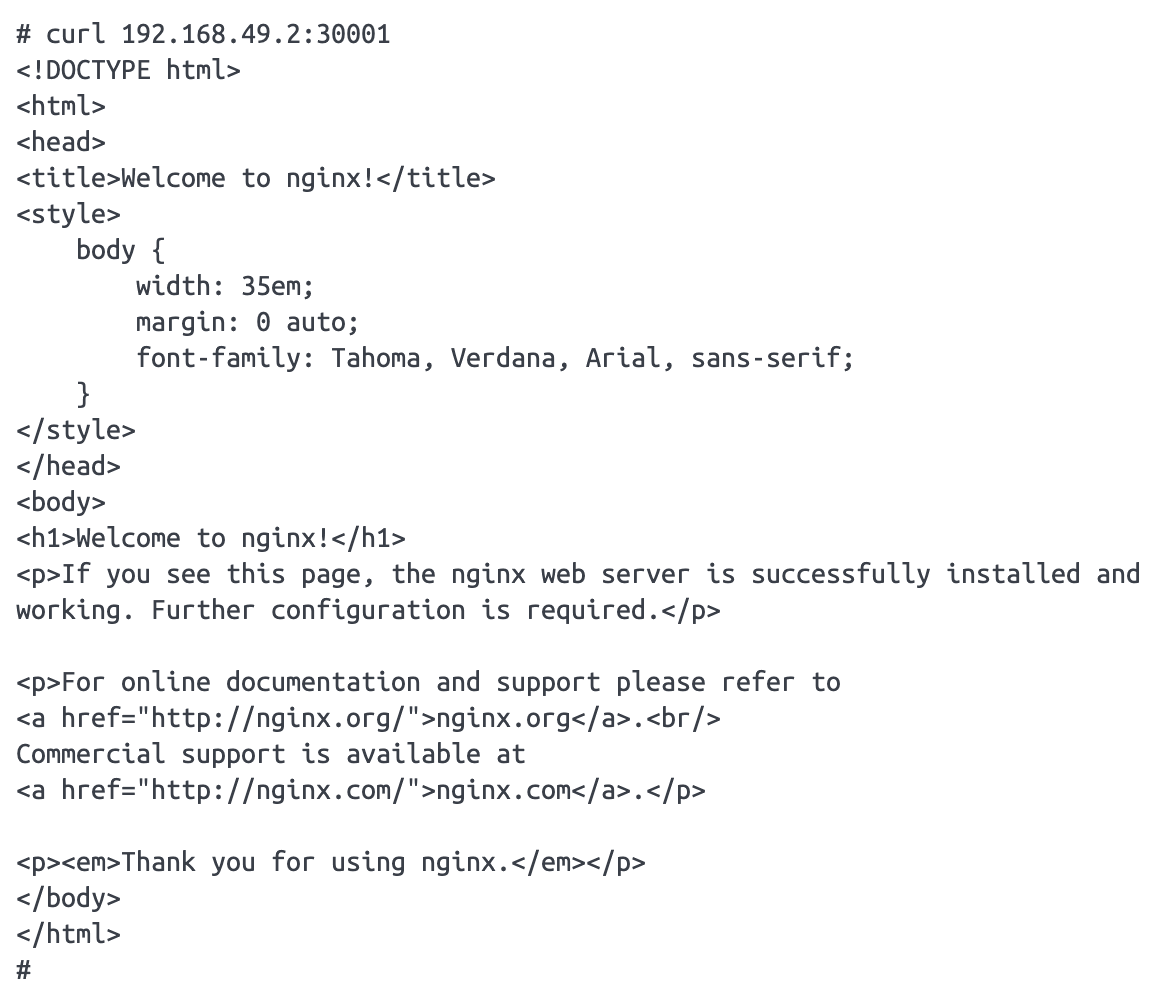 # curl 192.168.49.2:30001
<!DOCTYPE html>
<html>
<head>
<title>Welcome to nginx!</title>
<style>
    body {
        width: 35em;
        margin: 0 auto;
        font-family: Tahoma, Verdana, Arial, sans-serif;
    }
</style>
</head>
<body>
<h1>Welcome to nginx!</h1>
<p>If you see this page, the nginx web server is successfully installed and
working. Further configuration is required.</p>

<p>For online documentation and support please refer to
<a href="http://nginx.org/">nginx.org</a>.<br/>
Commercial support is available at
<a href="http://nginx.com/">nginx.com</a>.</p>

<p><em>Thank you for using nginx.</em></p>
</body>
</html>
#